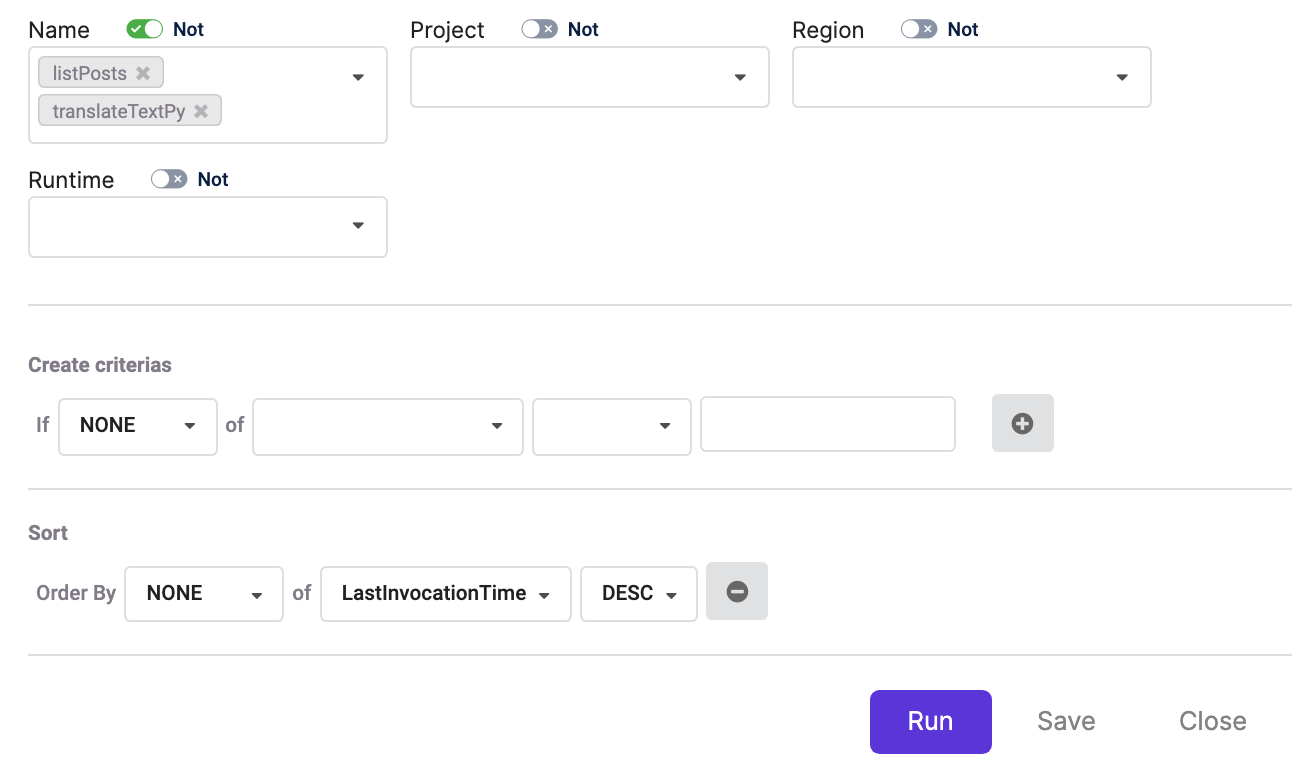 Name Not Project Not Region Not
listPosts
translateTextPy
Runtime Not
Create criterias
If NONE of
Sort
Order By NONE of LastInvocationTime DESC
Run Save Close